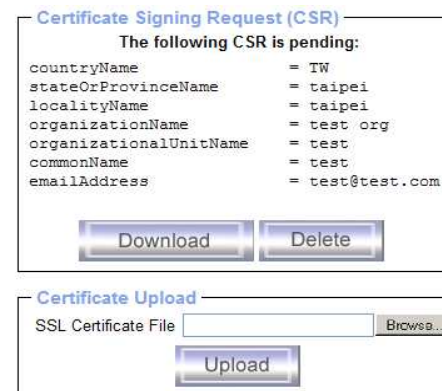 Certificate Signing Request (CSR)
The following CSR is pending:
countryName = TW
stateOrProvinceName = taipei
localityName = taipei
organizationName = test org
organizationalUnitName = test
commonName = test
emailAddress = test@test.com
Download Delete
Certificate Upload
SSL Certificate File Browse...
Upload